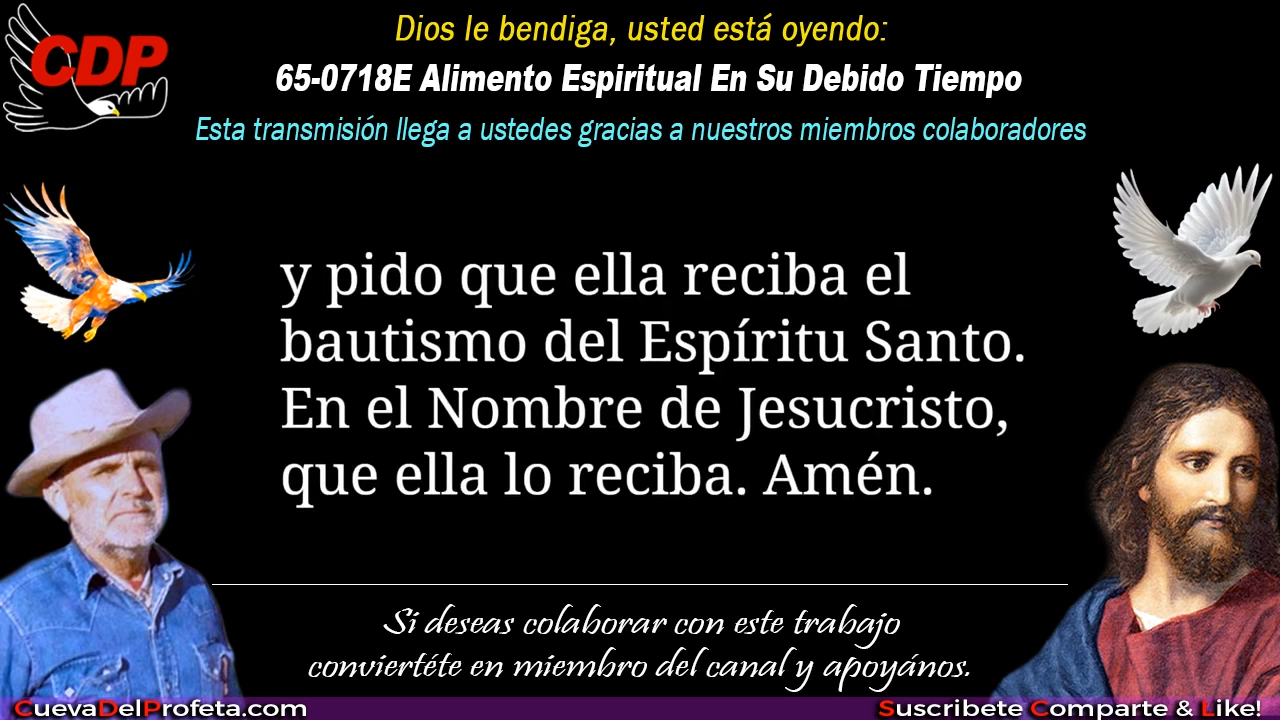 CDP
Dios le bendiga, usted está oyendo:
65-0718E Alimento Espiritual En Su Debido Tiempo
Esta transmisión llega a ustedes gracias a nuestros miembros colaboradores
y pido que ella reciba el
bautismo del Espíritu Santo.
En el Nombre de Jesucristo,
que ella lo reciba. Amén.
Si deseas colaborar con este trabajo
conviertéte en miembro del canal y apoyános.
CuevaDelProfeta.com
Suscribete Comparte & Like!